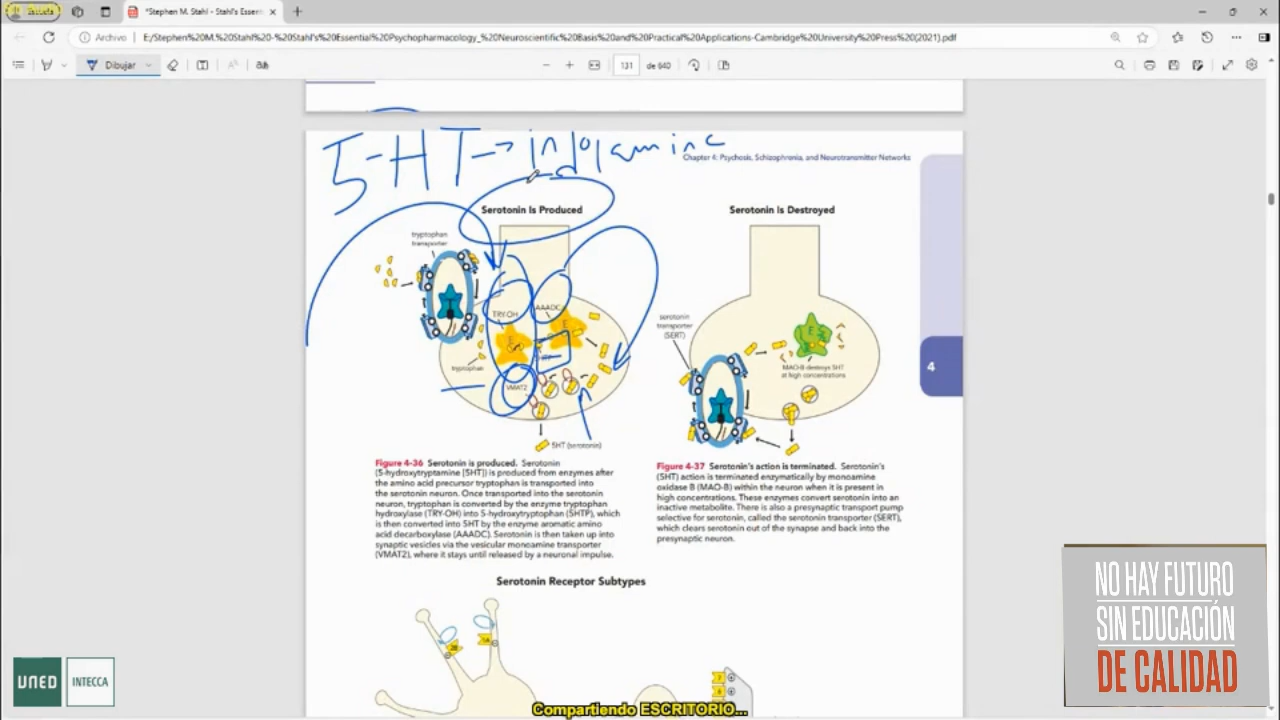 Invitado
*Stephen M. Stahl - Stahl's Essen
Archivo
E:/Stephen%20M.%20Stahl%20-%20Stahl's%20Essential%20Psychopharmacology_%20Neuroscientific%20Basis%20and%20Practical%20Applications-Cambridge%20University%20Press%20(2021).pdf
Dibujar
131
de 640
5-HT → indolamine
Chapter 4: Psychosis, Schizophrenia, and Neurotransmitter Networks
Serotonin Is Produced
tryptophan
transporter
TRY-OH
AAADC
E
E
tryptophan
VMAT2
5HT (serotonin)
Serotonin Is Destroyed
serotonin
transporter
(SERT)
E
MAO-B destroys 5HT
at high concentrations
4
Figure 4-36 Serotonin is produced. Serotonin
(5-hydroxytryptamine [5HT]) is produced from enzymes after
the amino acid precursor tryptophan is transported into
the serotonin neuron. Once transported into the serotonin
neuron, tryptophan is converted by the enzyme tryptophan
hydroxylase (TRY-OH) into 5-hydroxytryptophan (5HTP), which
is then converted into 5HT by the enzyme aromatic amino
acid decarboxylase (AAADC). Serotonin is then taken up into
synaptic vesicles via the vesicular monoamine transporter
(VMAT2), where it stays until released by a neuronal impulse.
Figure 4-37 Serotonin's action is terminated. Serotonin's
(5HT) action is terminated enzymatically by monoamine
oxidase B (MAO-B) within the neuron when it is present in
high concentrations. These enzymes convert serotonin into an
inactive metabolite. There is also a presynaptic transport pump
selective for serotonin, called the serotonin transporter (SERT),
which clears serotonin out of the synapse and back into the
presynaptic neuron.
Serotonin Receptor Subtypes
2B
1A
7
6
NO HAY FUTURO
SIN EDUCACIÓN
DE CALIDAD
UNED
INTECCA
Compartiendo ESCRITORIO...